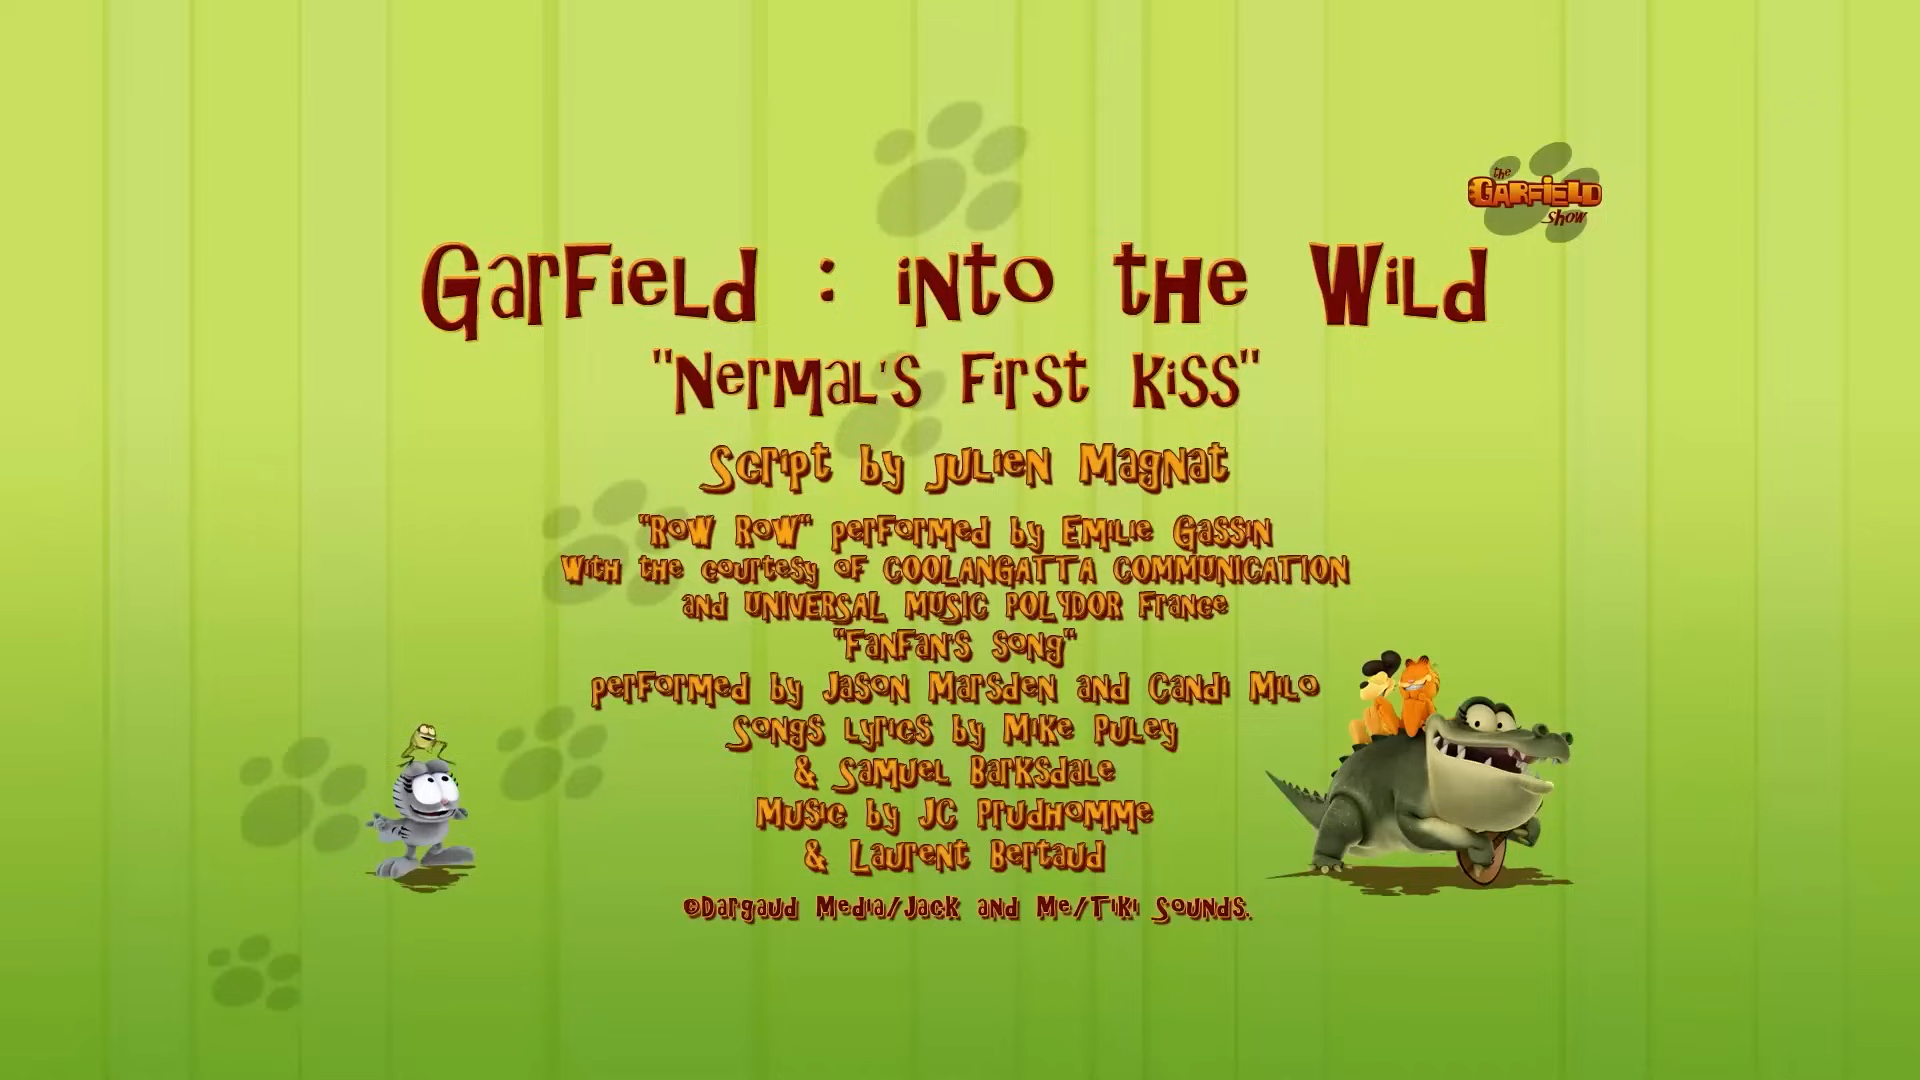 the
GARFiELD
show
GarField : into the Wild
"Nermal's First Kiss"
Script by Julien Magnat
"Row Row" performed by Emilie Gassin
With the courtesy of COOLANGATTA COMMUNICATION
and UNIVERSAL MUSIC POLYDOR France
"Fanfan's Song"
performed by Jason Marsden and Candi Milo
Songs Lyrics by Mike Puley
& Samuel Barksdale
Music by JC Prudhomme
& Laurent Bertaud
©Dargaud Media/Jack and Me/Tiki Sounds.